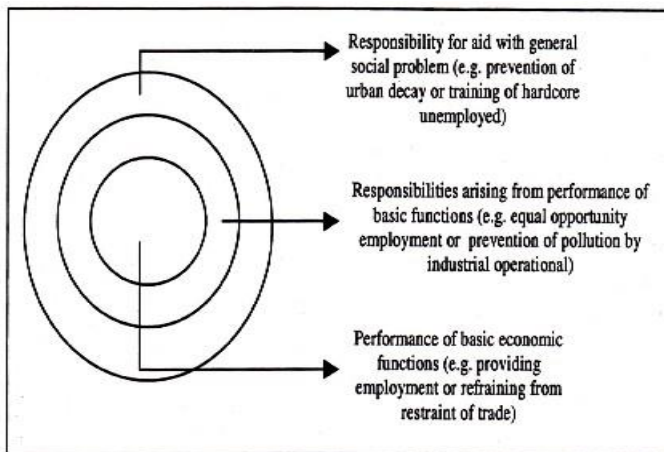 Responsibility for aid with general
social problem (e.g. prevention of
urban decay or training of hardcore
unemployed)
Responsibilities arising from performance of
basic functions (e.g. equal opportunity
employment or prevention of pollution by
industrial operational)
Performance of basic economic
functions (e.g. providing
employment or refraining from
restraint of trade)